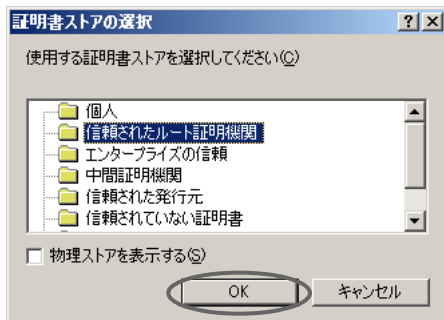 証明書ストアの選択
使用する証明書ストアを選択してください(C)
個人
信頼されたルート証明機関
エンタープライズの信頼
中間証明機関
信頼された発行元
信頼されていない証明書
物理ストアを表示する(S)
OK キャンセル